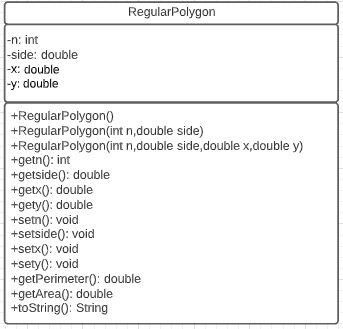 RegularPolygon
-n: int
-side: double
-x: double
-y: double
+RegularPolygon()
+RegularPolygon(int n,double side)
+RegularPolygon(int n,double side,double x,double y)
+getn(): int
+getside(): double
+getx(): double
+gety(): double
+setn(): void
+setside(): void
+setx(): void
+sety(): void
+getPerimeter(): double
+getArea(): double
+toString(): String